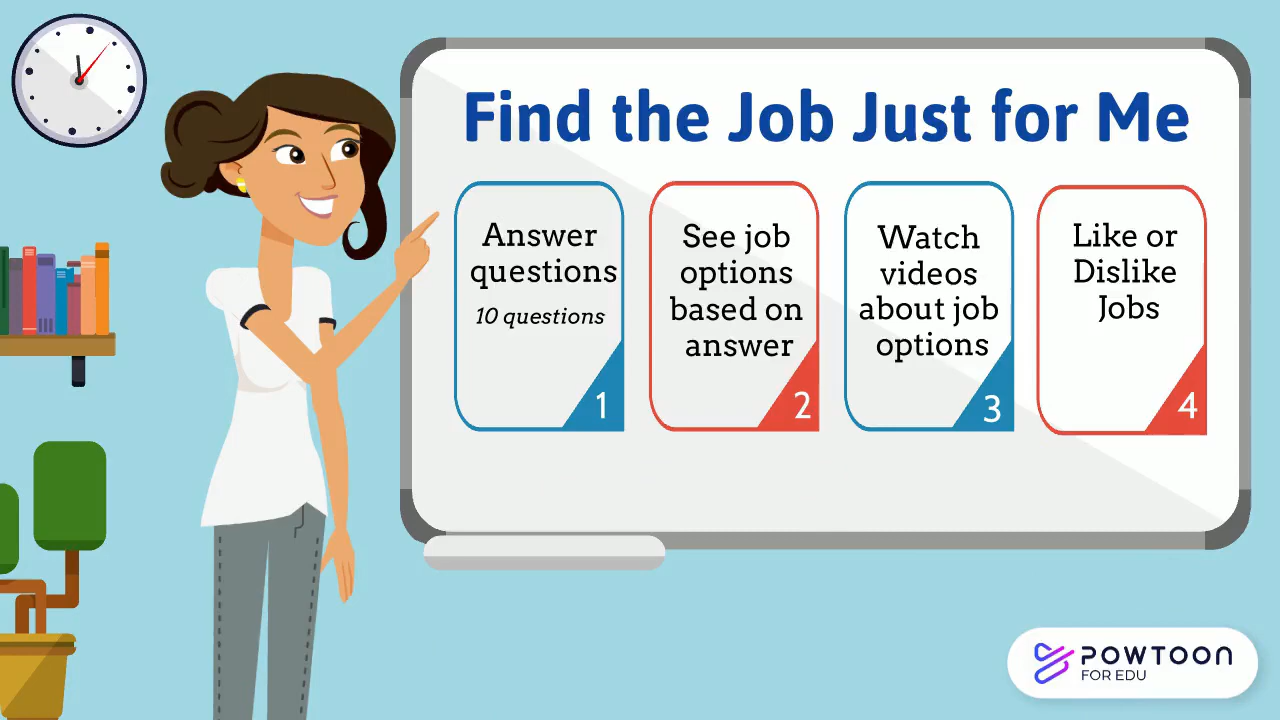 Find the Job Just for Me
Answer
questions
10 questions
1
See job
options
based on
answer
2
Watch
videos
about job
options
3
Like or
Dislike
Jobs
4
POWTOON
FOR EDU